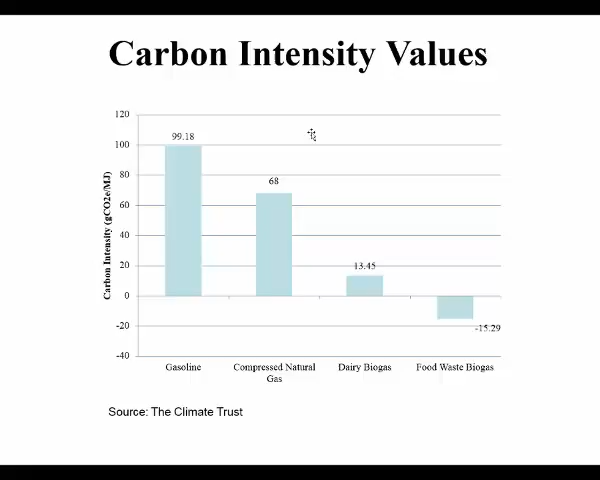 Carbon Intensity Values
120
100
80
60
40
20
0
-20
-40
Carbon Intensity (gCO2e/MJ)
99.18
68
13.45
-15.29
Gasoline
Compressed Natural
Gas
Dairy Biogas
Food Waste Biogas
Source: The Climate Trust